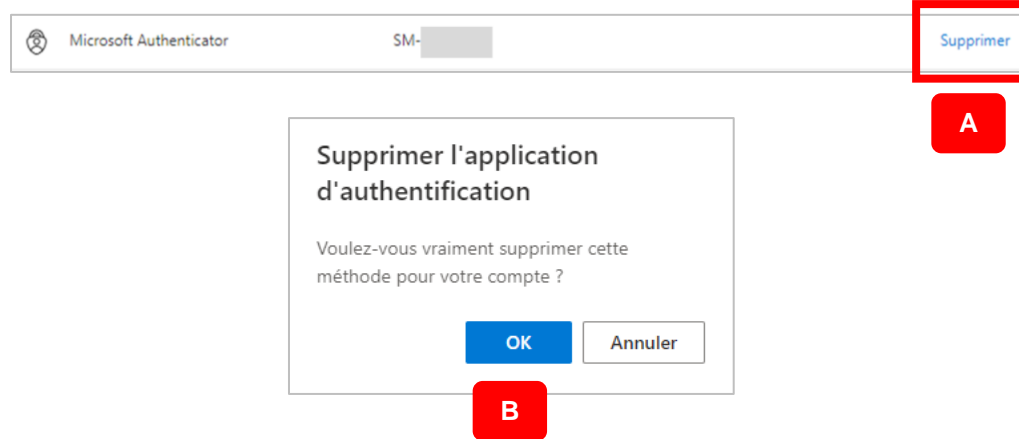 Microsoft Authenticator SM- Supprimer
A
Supprimer l'application
d'authentification
Voulez-vous vraiment supprimer cette
méthode pour votre compte ?
OK Annuler
B